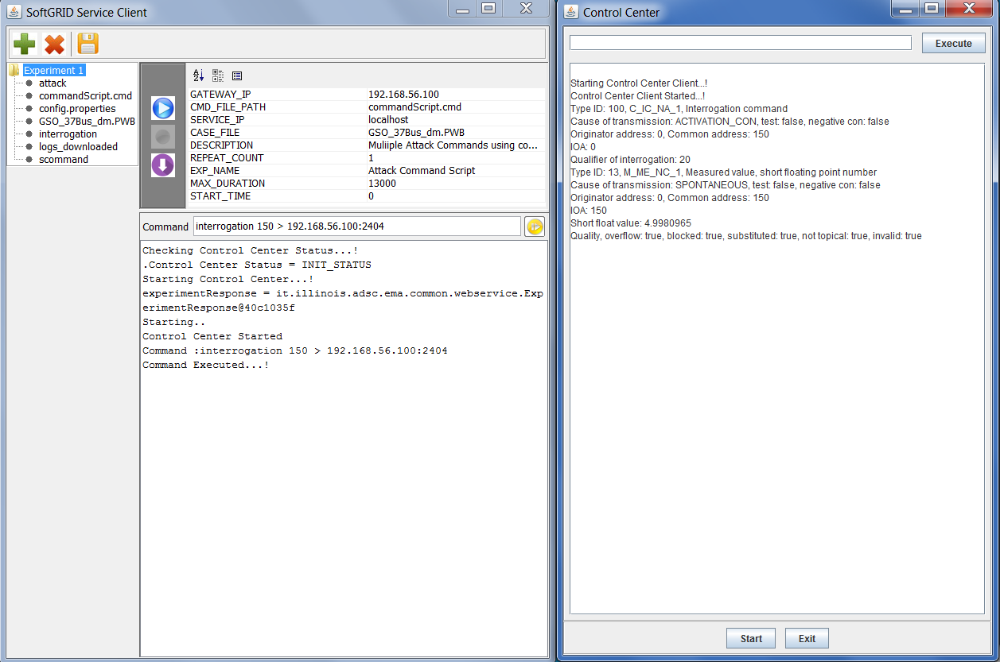 SoftGRID Service Client
Experiment 1
attack
commandScript.cmd
config.properties
GSO_37Bus_dm.PWB
interrogation
logs_downloaded
scommand
GATEWAY_IP 192.168.56.100
CMD_FILE_PATH commandScript.cmd
SERVICE_IP localhost
CASE_FILE GSO_37Bus_dm.PWB
DESCRIPTION Muliiple Attack Commands using co...
REPEAT_COUNT 1
EXP_NAME Attack Command Script
MAX_DURATION 13000
START_TIME 0
Command interrogation 150 > 192.168.56.100:2404
Checking Control Center Status...!
.Control Center Status = INIT_STATUS
Starting Control Center...!
experimentResponse = it.illinois.adsc.ema.common.webservice.Exp
erimentResponse@40c1035f
Starting..
Control Center Started
Command :interrogation 150 > 192.168.56.100:2404
Command Executed...!
Control Center
Execute
Starting Control Center Client...!
Control Center Client Started...!
Type ID: 100, C_IC_NA_1, Interrogation command
Cause of transmission: ACTIVATION_CON, test: false, negative con: false
Originator address: 0, Common address: 150
IOA: 0
Qualifier of interrogation: 20
Type ID: 13, M_ME_NC_1, Measured value, short floating point number
Cause of transmission: SPONTANEOUS, test: false, negative con: false
Originator address: 0, Common address: 150
IOA: 150
Short float value: 4.9980965
Quality, overflow: true, blocked: true, substituted: true, not topical: true, invalid: true
Start Exit